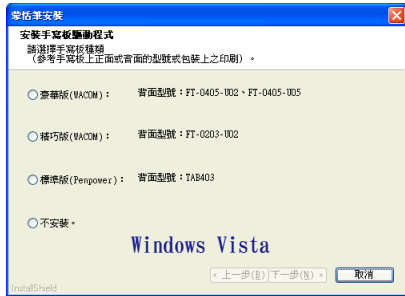 蒙恬筆安裝
安裝手寫板驅動程式
請選擇手寫板種類
（參考手寫板上正面或背面的型號或包裝上之印刷）。
豪華版(WACOM)： 背面型號：FT-0405-U02、FT-0405-U05
精巧版(WACOM)： 背面型號：FT-0203-U02
標準版(Penpower)： 背面型號：TAB403
不安裝。
Windows Vista
< 上一步(B) 下一步(N) > 取消
InstallShield